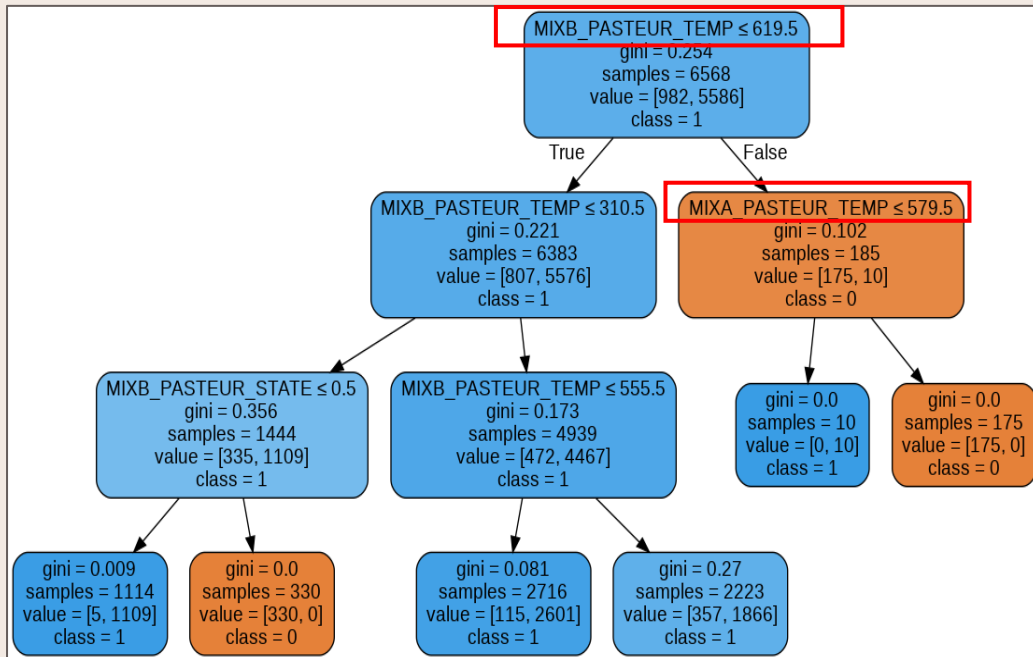 MIXB_PASTEUR_TEMP ≤ 619.5
gini = 0.254
samples = 6568
value = [982, 5586]
class = 1
True
False
MIXB_PASTEUR_TEMP ≤ 310.5
gini = 0.221
samples = 6383
value = [807, 5576]
class = 1
MIXA_PASTEUR_TEMP ≤ 579.5
gini = 0.102
samples = 185
value = [175, 10]
class = 0
MIXB_PASTEUR_STATE ≤ 0.5
gini = 0.356
samples = 1444
value = [335, 1109]
class = 1
MIXB_PASTEUR_TEMP ≤ 555.5
gini = 0.173
samples = 4939
value = [472, 4467]
class = 1
gini = 0.0
samples = 10
value = [0, 10]
class = 1
gini = 0.0
samples = 175
value = [175, 0]
class = 0
gini = 0.009
samples = 1114
value = [5, 1109]
class = 1
gini = 0.0
samples = 330
value = [330, 0]
class = 0
gini = 0.081
samples = 2716
value = [115, 2601]
class = 1
gini = 0.27
samples = 2223
value = [357, 1866]
class = 1